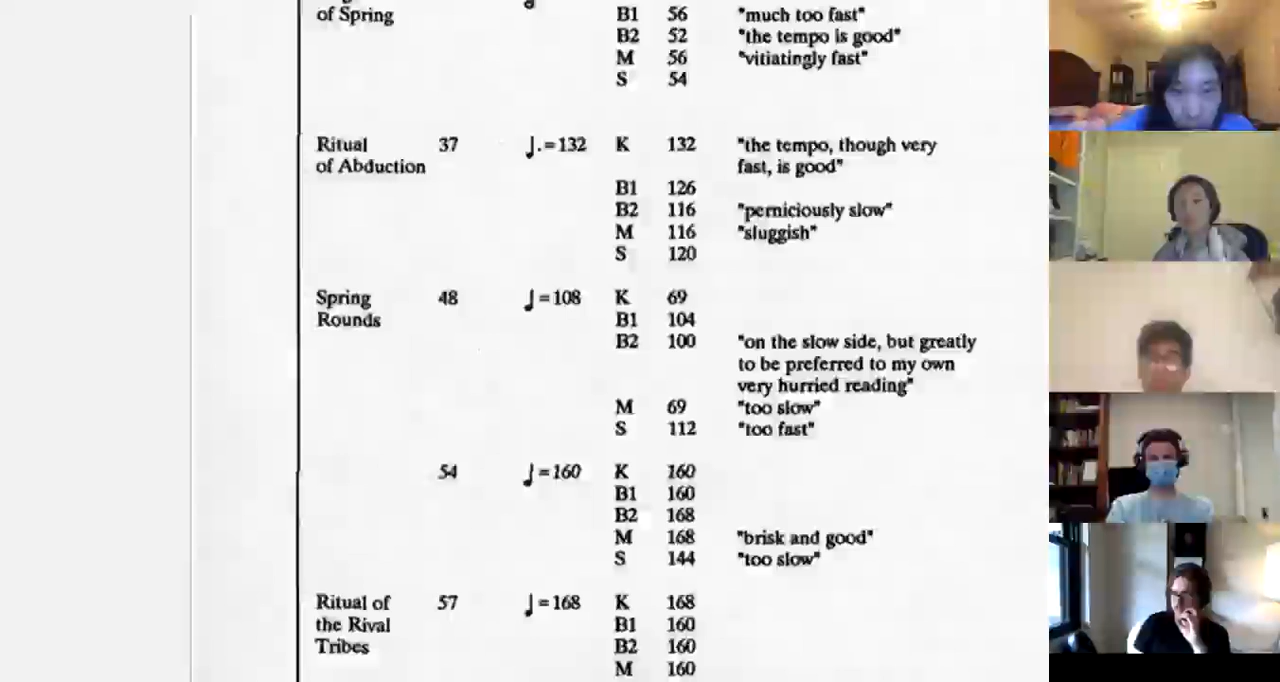 of Spring B1 56 "much too fast"
B2 52 "the tempo is good"
M 56 "vitiatingly fast"
S 54
Ritual 37 ♩.=132 K 132 "the tempo, though very
of Abduction fast, is good"
B1 126
B2 116 "perniciously slow"
M 116 "sluggish"
S 120
Spring 48 ♩=108 K 69
Rounds B1 104
B2 100 "on the slow side, but greatly
to be preferred to my own
very hurried reading"
M 69 "too slow"
S 112 "too fast"
54 ♩=160 K 160
B1 160
B2 168
M 168 "brisk and good"
S 144 "too slow"
Ritual of 57 ♩=168 K 168
the Rival B1 160
Tribes B2 160
M 160